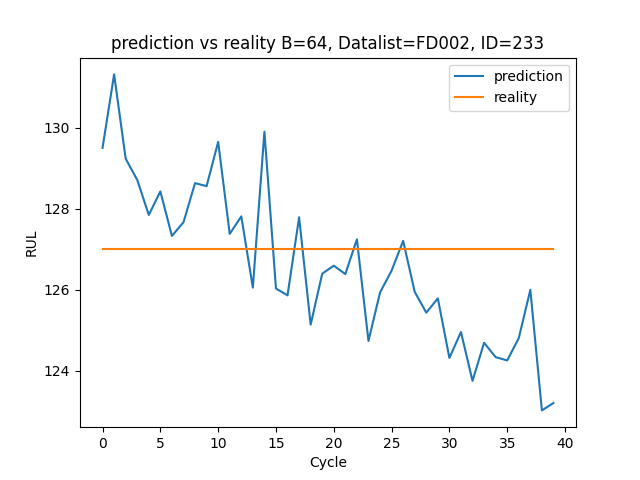 prediction vs reality B=64, Datalist=FD002, ID=233
prediction
reality
130
128
126
124
RUL
0 5 10 15 20 25 30 35 40
Cycle